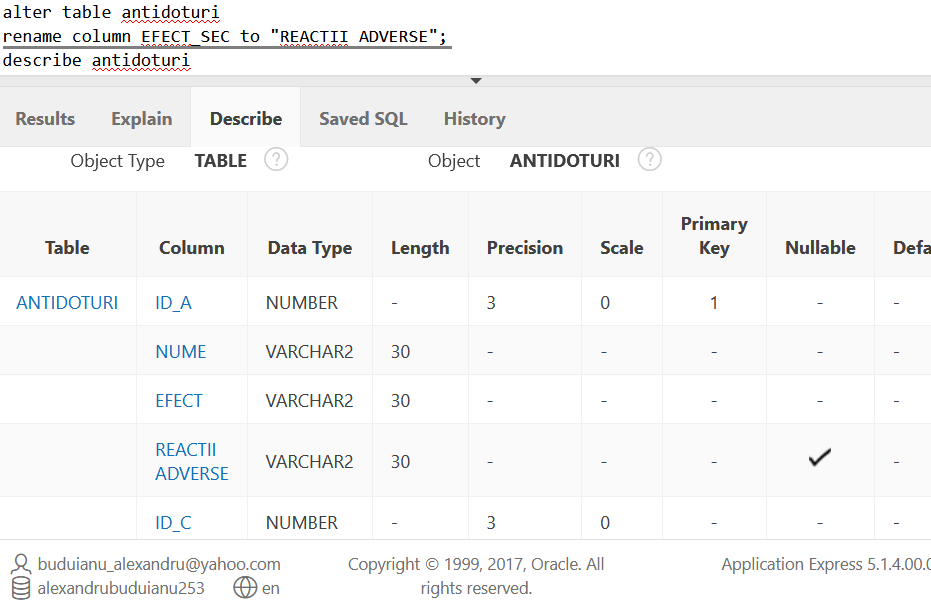 alter table antidoturi
rename column EFECT_SEC to "REACTII ADVERSE";
describe antidoturi
Results Explain Describe Saved SQL History
Object Type TABLE ? Object ANTIDOTURI ?
Table Column Data Type Length Precision Scale Primary Key Nullable Defa
ANTIDOTURI ID_A NUMBER - 3 0 1 - -
NUME VARCHAR2 30 - - - - -
EFECT VARCHAR2 30 - - - - -
REACTII ADVERSE VARCHAR2 30 - - - ✓ -
ID_C NUMBER - 3 0 - - -
buduianu_alexandru@yahoo.com
alexandrubuduianu253 en
Copyright © 1999, 2017, Oracle. All
rights reserved.
Application Express 5.1.4.00.0